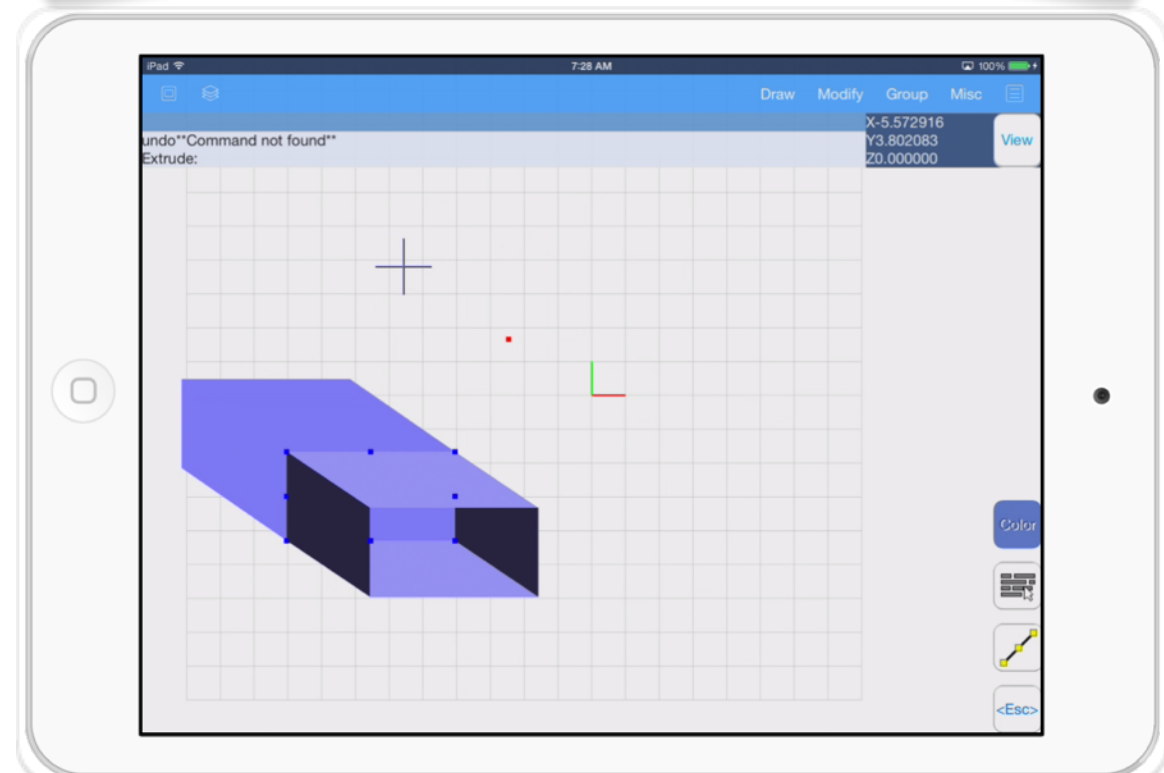 iPad 7:28 AM 100%
Draw Modify Group Misc
undo**Command not found**
Extrude:
X-5.572916
Y3.802083
Z0.000000
View
Color
<Esc>